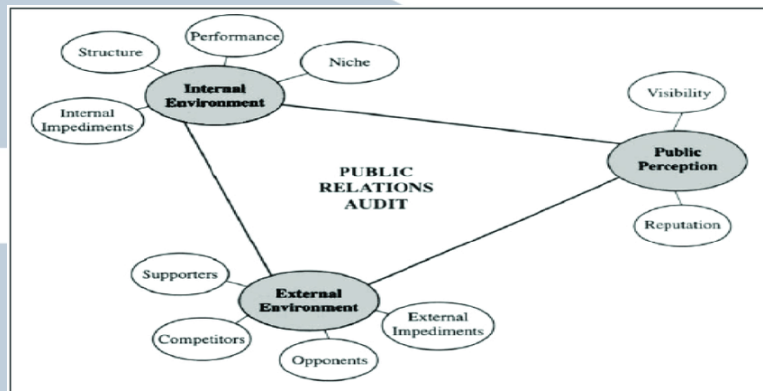 Performance
Structure
Niche
Internal
Environment
Internal
Impediments
Visibility
Public
Perception
Reputation
PUBLIC
RELATIONS
AUDIT
Supporters
External
Environment
External
Impediments
Competitors
Opponents